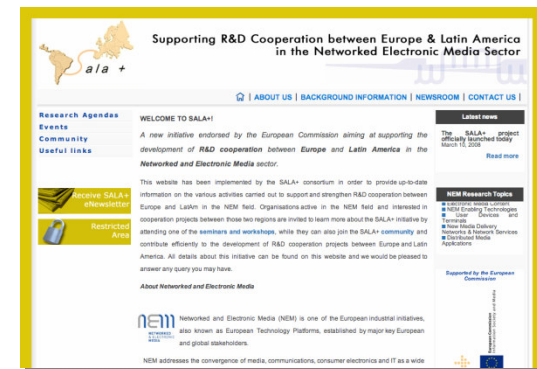 Supporting R&D Cooperation between Europe & Latin America
in the Networked Electronic Media Sector
Sala +
ABOUT US | BACKGROUND INFORMATION | NEWSROOM | CONTACT US |
Research Agendas
Events
Community
Useful links
Receive SALA+
eNewsletter
Restricted
Area
WELCOME TO SALA+!
A new initiative endorsed by the European Commission aiming at supporting the
development of R&D cooperation between Europe and Latin America in the
Networked and Electronic Media sector.
This website has been implemented by the SALA+ consortium in order to provide up-to-date
information on the various activities carried out to support and strengthen R&D cooperation between
Europe and LatAm in the NEM field. Organisations active in the NEM field and interested in
cooperation projects between those two regions are invited to learn more about the SALA+ initiative by
attending one of the seminars and workshops, while they can also join the SALA+ community and
contribute efficiently to the development of R&D cooperation projects between Europe and Latin
America. All details about this initiative can be found on this website and we would be pleased to
answer any query you may have.
About Networked and Electronic Media
nem
NETWORKED
& ELECTRONIC
MEDIA
Networked and Electronic Media (NEM) is one of the European industrial initiatives,
also known as European Technology Platforms, established by major key European
and global stakeholders.
NEM addresses the convergence of media, communications, consumer electronics and IT as a wide
Latest news
The SALA+ project
officially launched today
March 10, 2008
Read more
NEM Research Topics
Electronic Media Content
NEM Enabling Technologies
User Devices and
Terminals
New Media Delivery
Networks & Network Services
Distributed Media
Applications
Supported by the European
Commission
European Commission
Information Society and Media